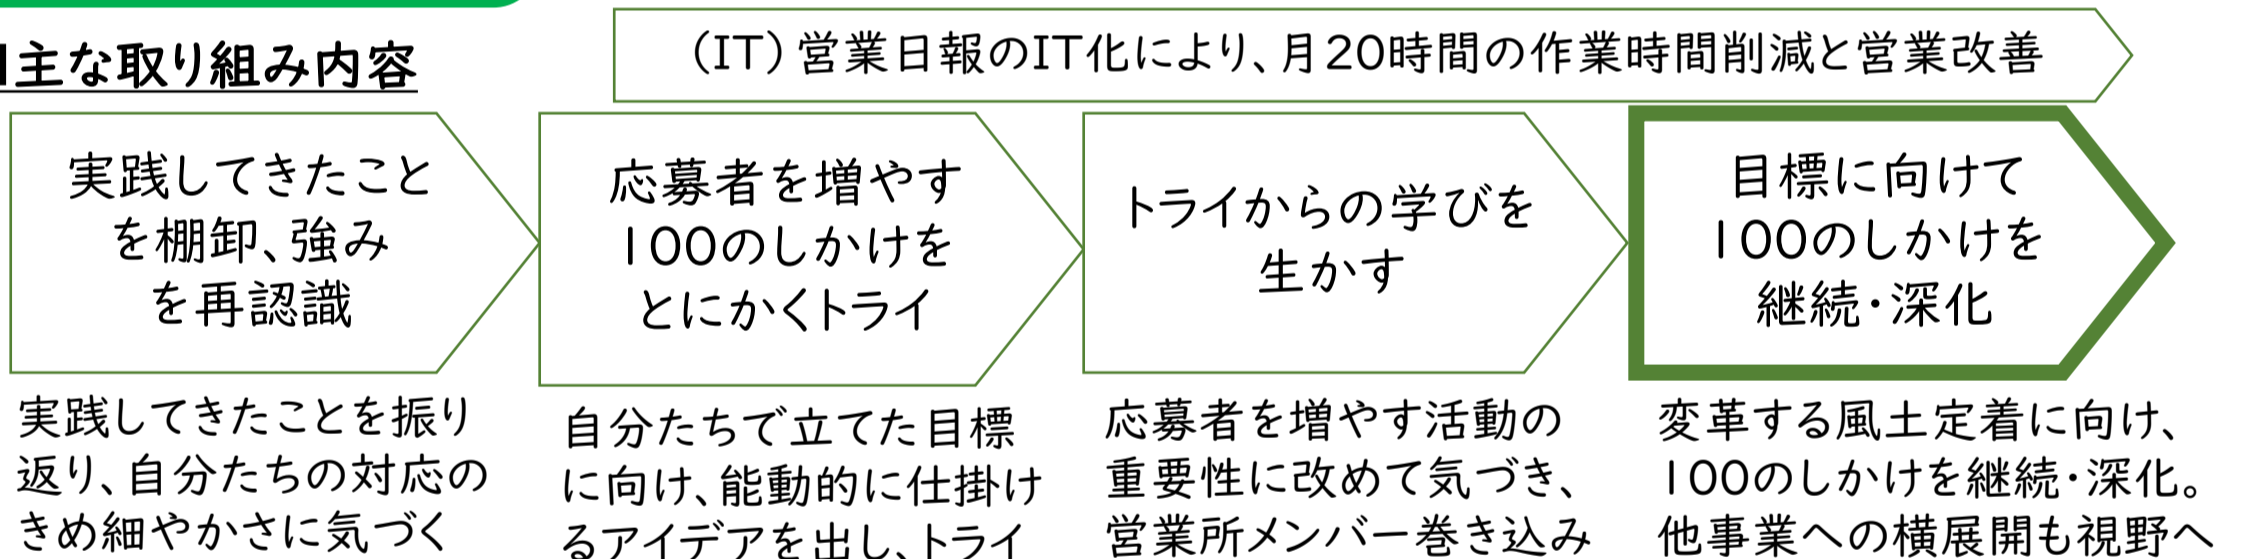 主な取り組み内容
（IT）営業日報のIT化により、月20時間の作業時間削減と営業改善
実践してきたこと
を棚卸、強み
を再認識
応募者を増やす
100のしかけを
とにかくトライ
トライからの学びを
生かす
目標に向けて
100のしかけを
継続・深化
実践してきたことを振り
返り、自分たちの対応の
きめ細やかさに気づく
自分たちで立てた目標
に向け、能動的に仕掛け
るアイデアを出し、トライ
応募者を増やす活動の
重要性に改めて気づき、
営業所メンバー巻き込み
変革する風土定着に向け、
100のしかけを継続・深化。
他事業への横展開も視野へ